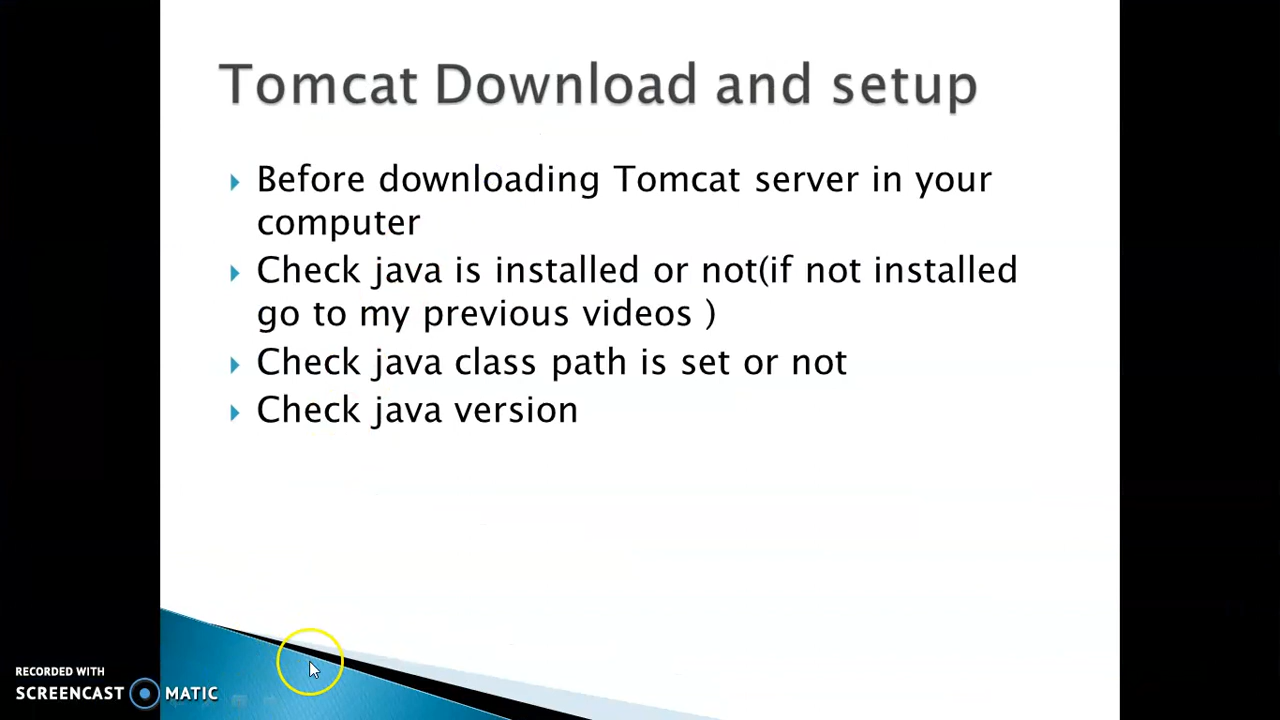 Tomcat Download and setup
Before downloading Tomcat server in your
computer
Check java is installed or not(if not installed
go to my previous videos )
Check java class path is set or not
Check java version
RECORDED WITH
SCREENCAST MATIC